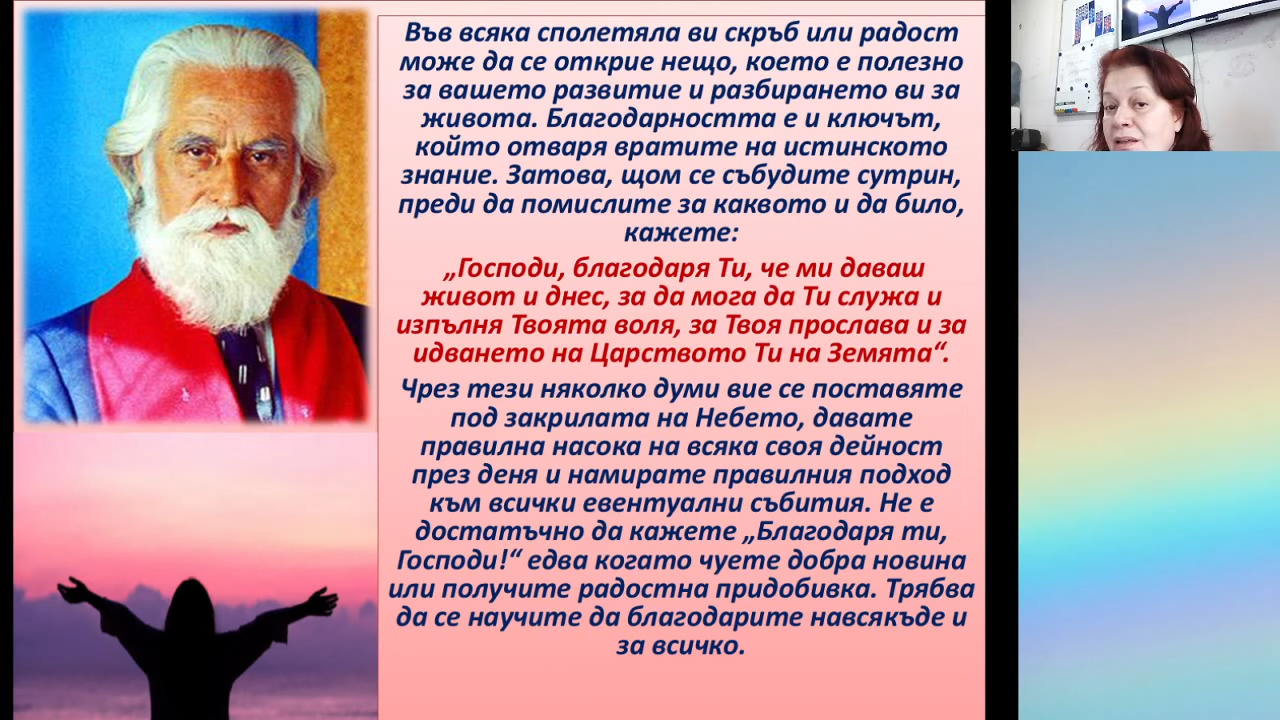 Във всяка сполетяла ви скръб или радост
може да се открие нещо, което е полезно
за вашето развитие и разбирането ви за
живота. Благодарността е и ключът,
който отваря вратите на истинското
знание. Затова, щом се събудите сутрин,
преди да помислите за каквото и да било,
кажете:
„Господи, благодаря Ти, че ми даваш
живот и днес, за да мога да Ти служа и
изпълня Твоята воля, за Твоя прослава и за
идването на Царството Ти на Земята“.
Чрез тези няколко думи вие се поставяте
под закрилата на Небето, давате
правилна насока на всяка своя дейност
през деня и намирате правилния подход
към всички евентуални събития. Не е
достатъчно да кажете „Благодаря ти,
Господи!“ едва когато чуете добра новина
или получите радостна придобивка. Трябва
да се научите да благодарите навсякъде и
за всичко.